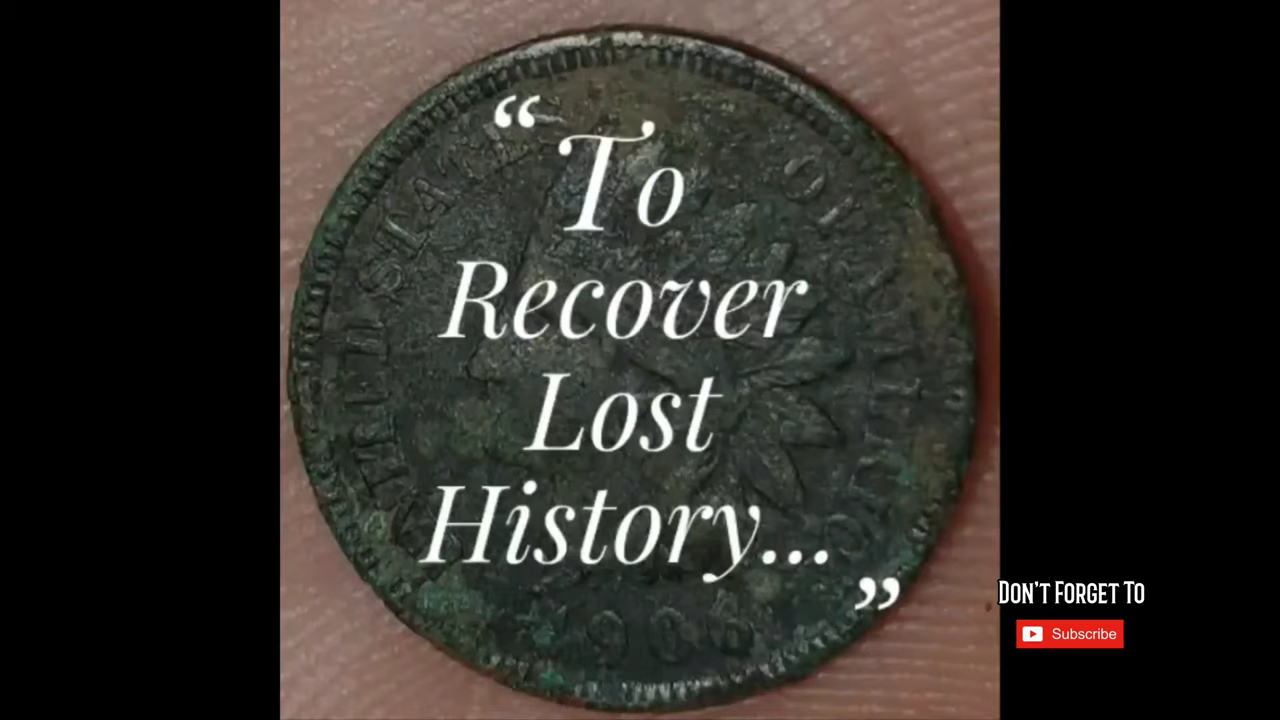 “To
Recover
Lost
History...”
DON'T FORGET TO
Subscribe